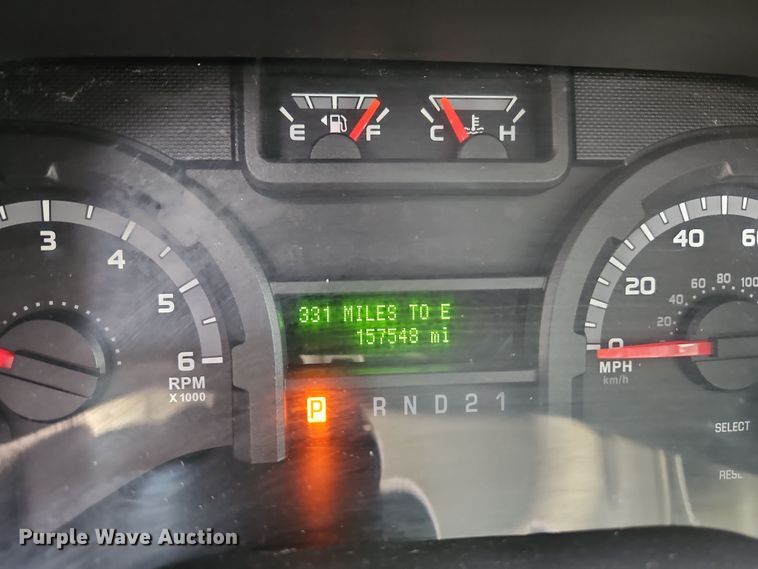 E F
C H
3
4
5
6
RPM
X1000
331 MILES TO E
157548 mi
P R N D 2 1
0
20
40
60
20
40
60
80
100
MPH
km/h
SELECT
Purple Wave Auction